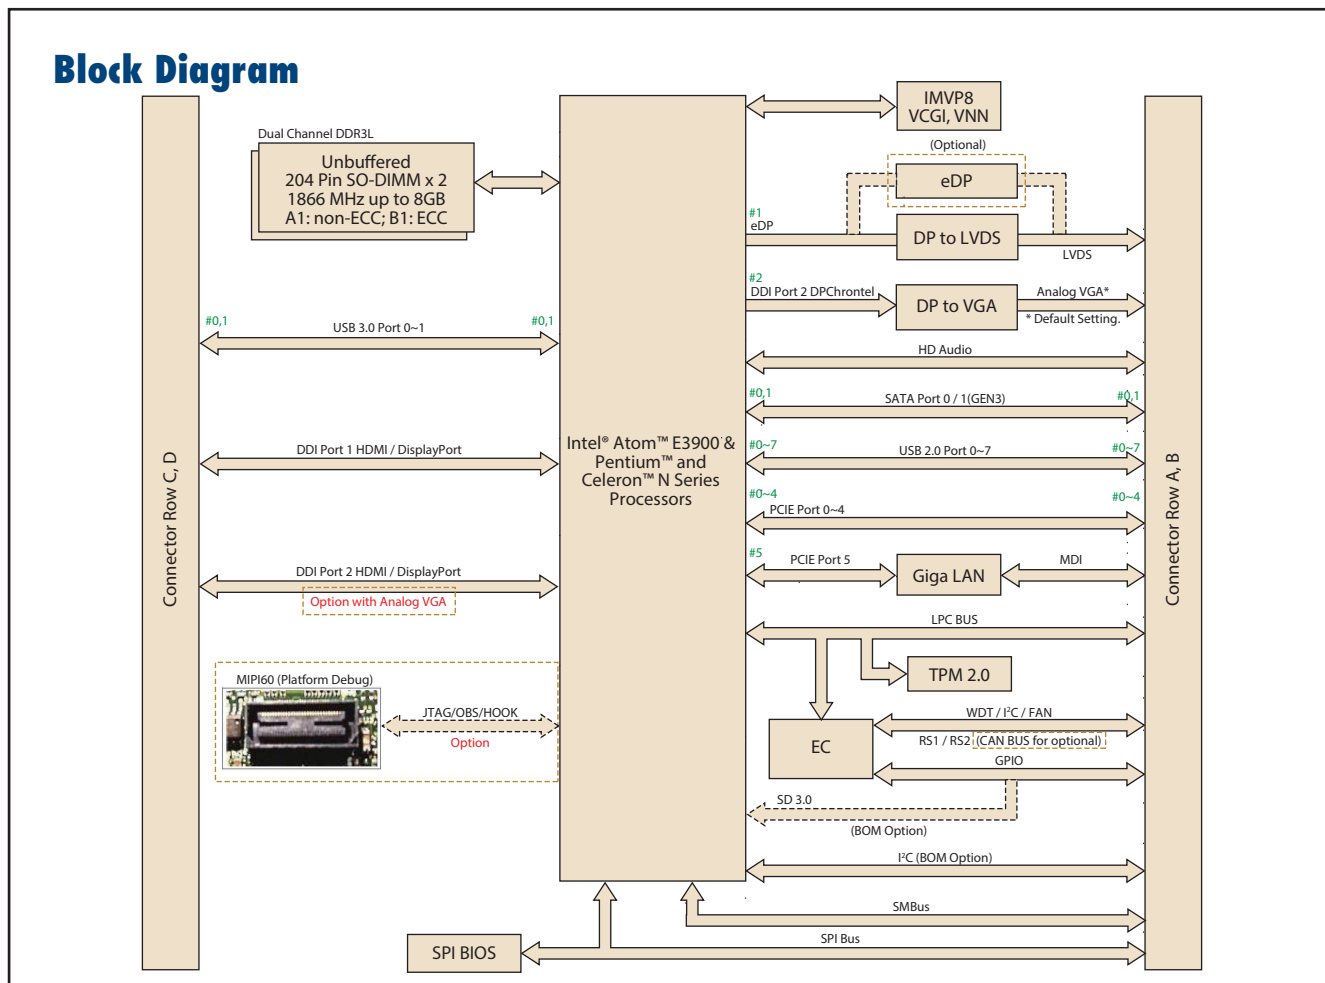 Block Diagram
Dual Channel DDR3L
Unbuffered
204 Pin SO-DIMM x 2
1866 MHz up to 8GB
A1: non-ECC; B1: ECC
IMVP8
VCGI, VNN
(Optional)
eDP
#1
eDP
DP to LVDS
LVDS
#2
DDI Port 2 DPChrontel
DP to VGA
Analog VGA*
* Default Setting.
#0,1
USB 3.0 Port 0~1
#0,1
HD Audio
#0,1
SATA Port 0 / 1(GEN3)
#0,1
DDI Port 1 HDMI / DisplayPort
Intel® Atom™ E3900 &
Pentium™ and
Celeron™ N Series
Processors
#0~7
USB 2.0 Port 0~7
#0~7
#0~4
PCIE Port 0~4
#0~4
Connector Row C, D
Connector Row A, B
#5
PCIE Port 5
Giga LAN
MDI
DDI Port 2 HDMI / DisplayPort
Option with Analog VGA
LPC BUS
TPM 2.0
MIPI60 (Platform Debug)
JTAG/OBS/HOOK
Option
EC
WDT / I²C / FAN
RS1 / RS2 (CAN BUS for optional)
GPIO
SD 3.0
(BOM Option)
I²C (BOM Option)
SMBus
SPI Bus
SPI BIOS